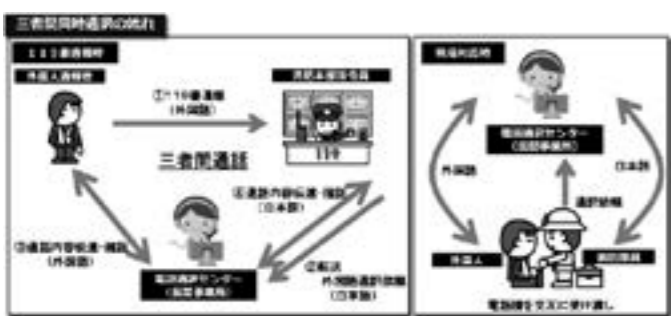 三者間同時通訳の流れ
119番通報時
外国人通報時
消防本部指令員
①119番通報
(外国語)
119
三者間通話
④通話内容伝達・確認
(日本語)
③通話内容伝達・確認
(外国語)
②転送
外国語通訳依頼
(日本語)
電話通訳センター
(民間事業所)
現場対応時
電話通訳センター
(民間事業所)
外国語
日本語
通訳依頼
外国人
消防隊員
電話機を交互に受け渡し